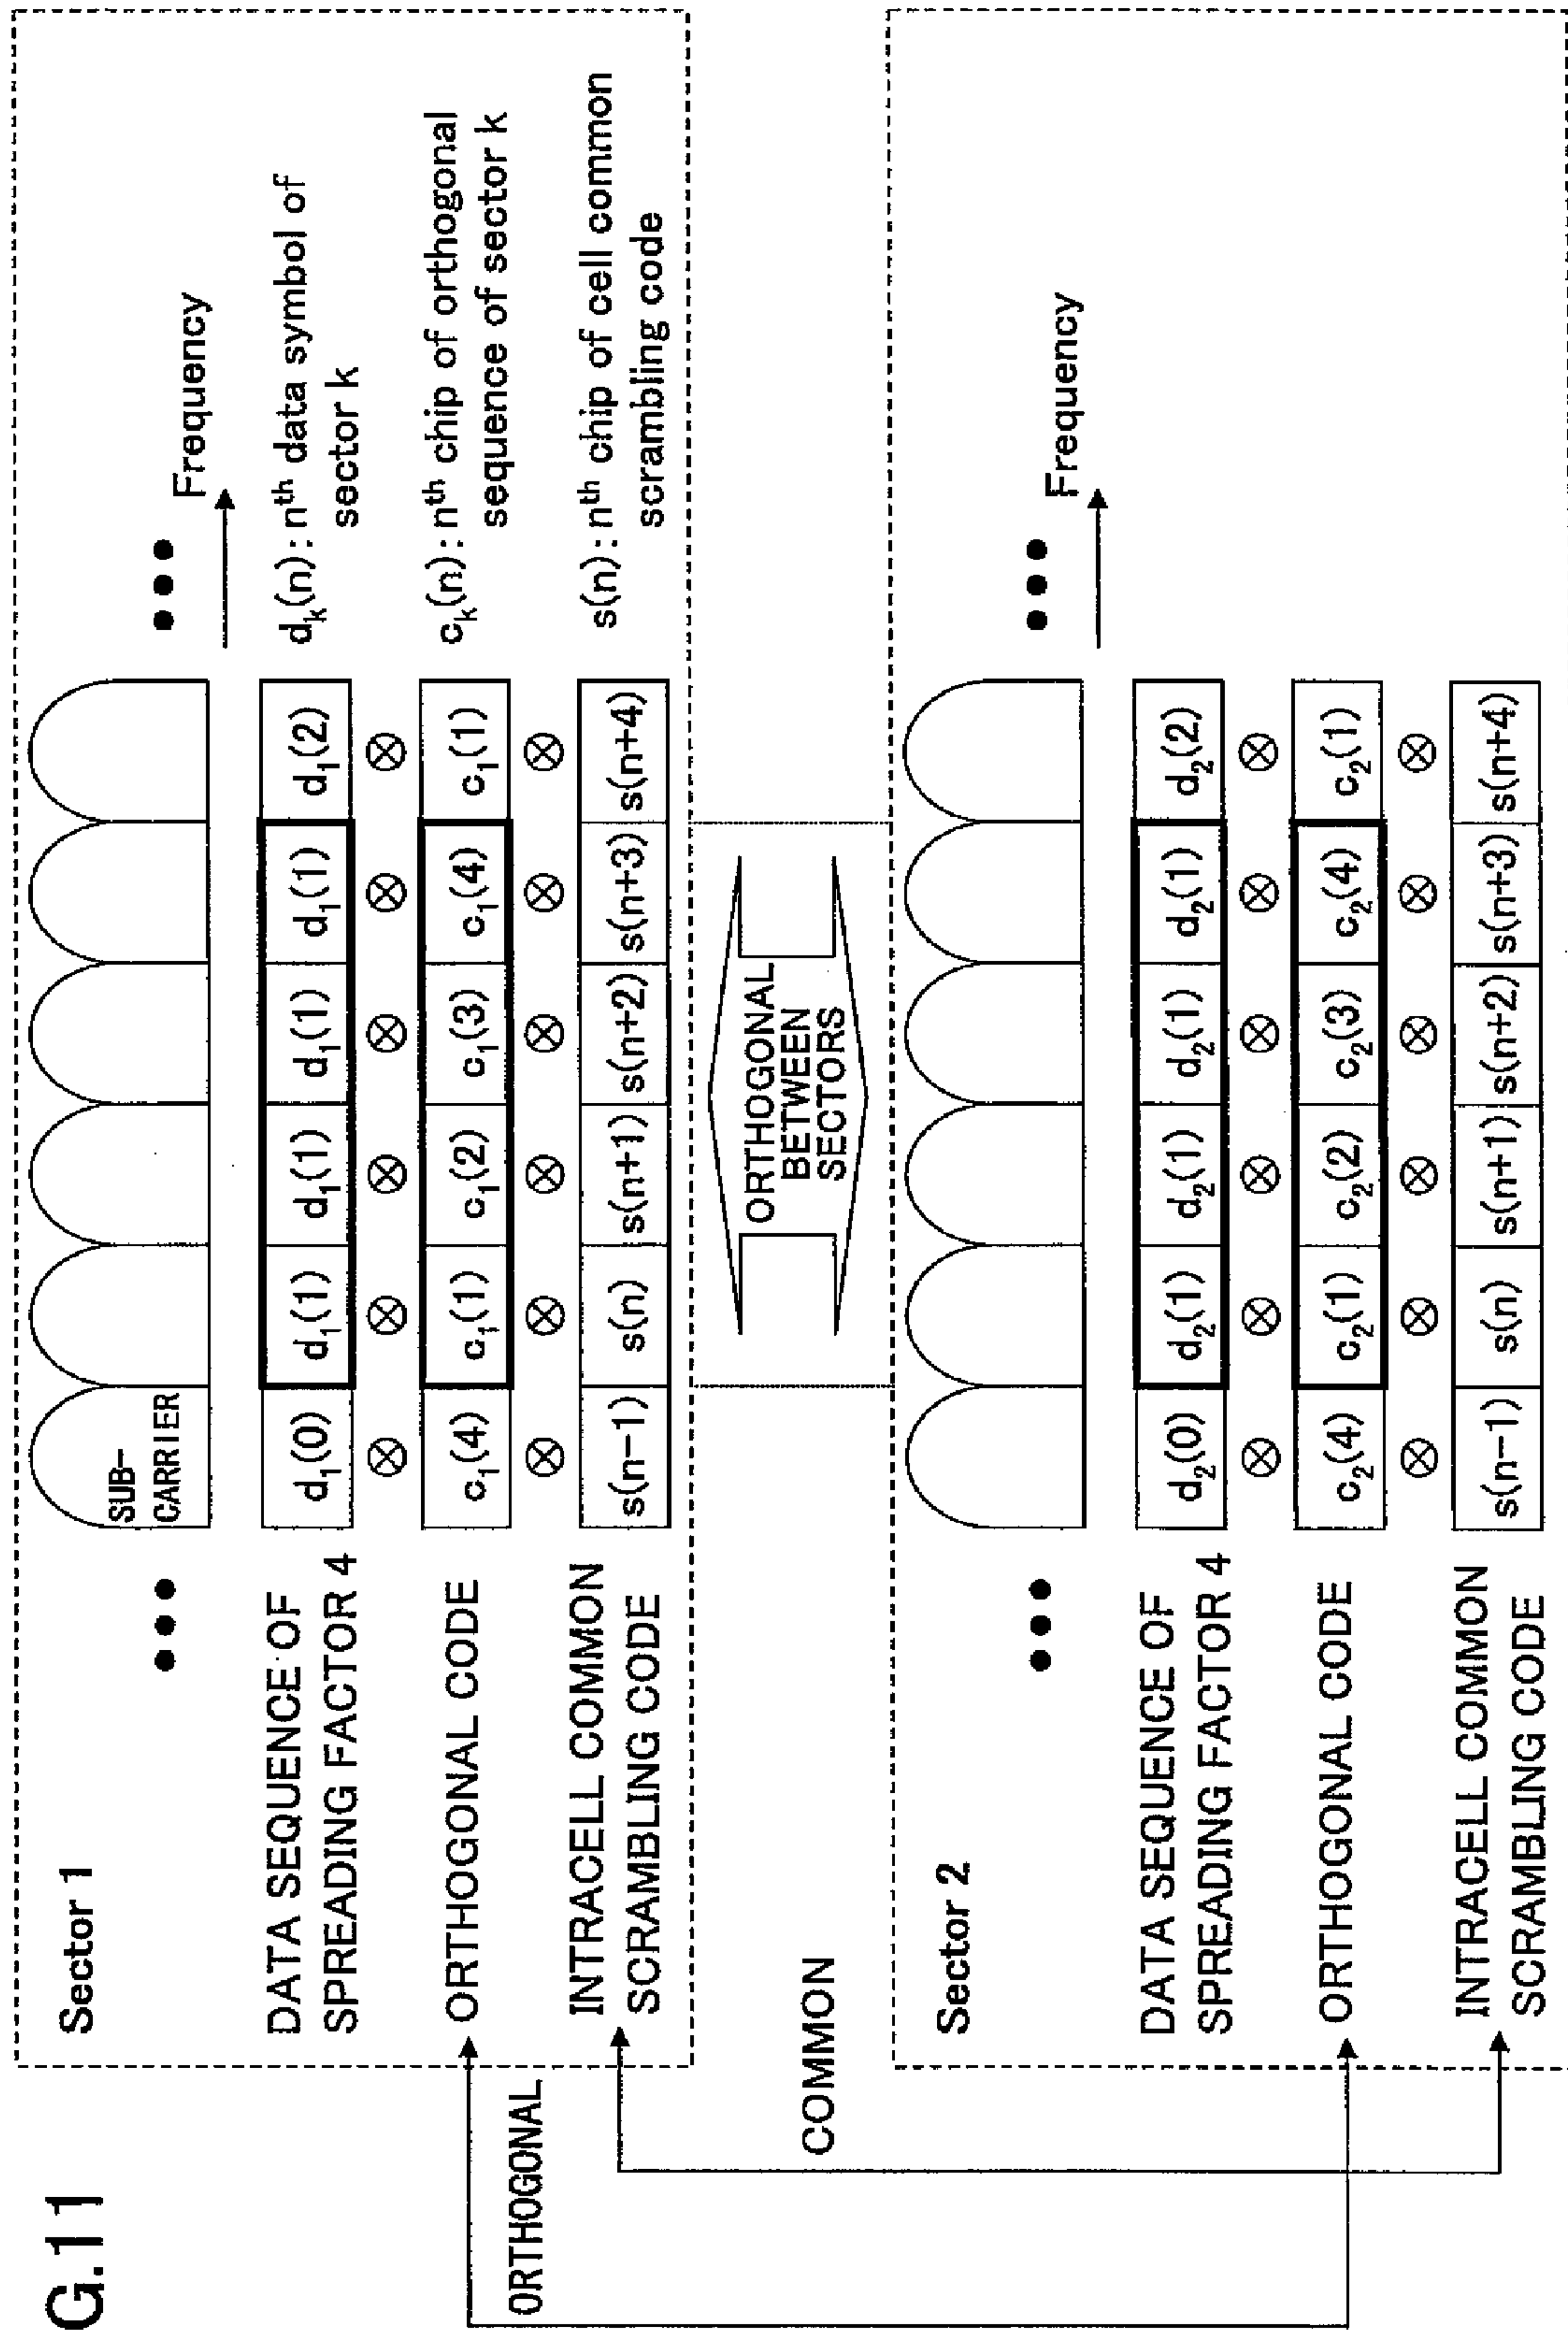 G.11
Sector 1
SUB-
CARRIER
Frequency
DATA SEQUENCE OF
SPREADING FACTOR 4
d₁(0) d₁(1) d₁(1) d₁(1) d₁(1) d₁(2)
dₖ(n): nᵗʰ data symbol of
sector k
ORTHOGONAL CODE
c₁(4) c₁(1) c₁(2) c₁(3) c₁(4) c₁(1)
cₖ(n): nᵗʰ chip of orthogonal
sequence of sector k
INTRACELL COMMON
SCRAMBLING CODE
s(n-1) s(n) s(n+1) s(n+2) s(n+3) s(n+4)
s(n): nᵗʰ chip of cell common
scrambling code
ORTHOGONAL
COMMON
ORTHOGONAL
BETWEEN
SECTORS
Sector 2
Frequency
DATA SEQUENCE OF
SPREADING FACTOR 4
d₂(0) d₂(1) d₂(1) d₂(1) d₂(1) d₂(2)
ORTHOGONAL CODE
c₂(4) c₂(1) c₂(2) c₂(3) c₂(4) c₂(1)
INTRACELL COMMON
SCRAMBLING CODE
s(n-1) s(n) s(n+1) s(n+2) s(n+3) s(n+4)